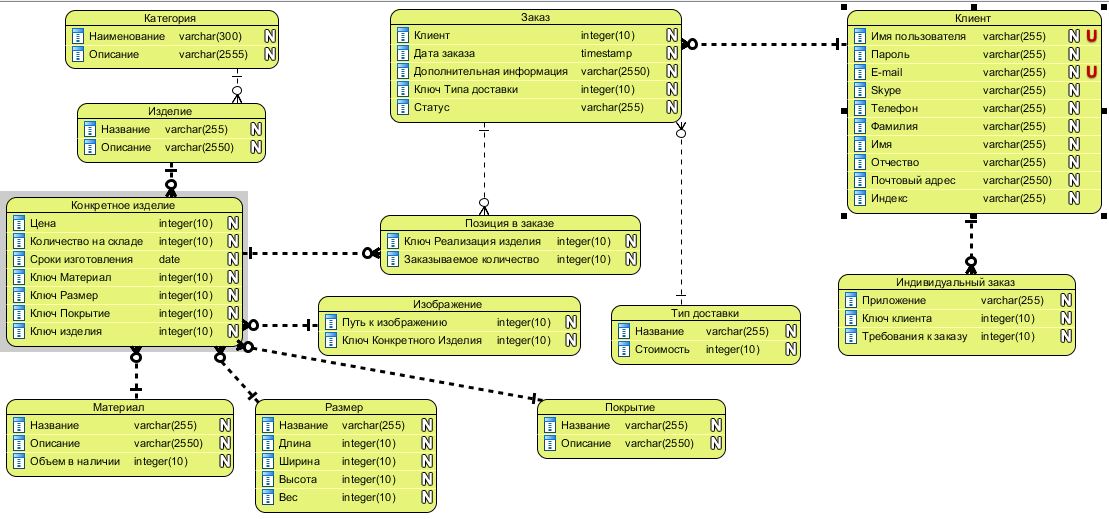 Категория
Наименование varchar(300) N
Описание varchar(2555) N
Заказ
Клиент integer(10) N
Дата заказа timestamp N
Дополнительная информация varchar(2550) N
Ключ Типа доставки integer(10) N
Статус varchar(255) N
Клиент
Имя пользователя varchar(255) N U
Пароль varchar(255) N
E-mail varchar(255) N U
Skype varchar(255) N
Телефон varchar(255) N
Фамилия varchar(255) N
Имя varchar(255) N
Отчество varchar(255) N
Почтовый адрес varchar(2550) N
Индекс varchar(255) N
Изделие
Название varchar(255) N
Описание varchar(2550) N
Конкретное изделие
Цена integer(10) N
Количество на складе integer(10) N
Сроки изготовления date N
Ключ Материал integer(10) N
Ключ Размер integer(10) N
Ключ Покрытие integer(10) N
Ключ изделия integer(10) N
Позиция в заказе
Ключ Реализация изделия integer(10) N
Заказываемое количество integer(10) N
Изображение
Путь к изображению integer(10) N
Ключ Конкретного Изделия integer(10) N
Тип доставки
Название varchar(255) N
Стоимость integer(10) N
Индивидуальный заказ
Приложение varchar(255) N
Ключ клиента integer(10) N
Требования к заказу integer(10) N
Материал
Название varchar(255) N
Описание varchar(2550) N
Объем в наличии integer(10) N
Размер
Название varchar(255) N
Длина integer(10) N
Ширина integer(10) N
Высота integer(10) N
Вес integer(10) N
Покрытие
Название varchar(255) N
Описание varchar(2550) N